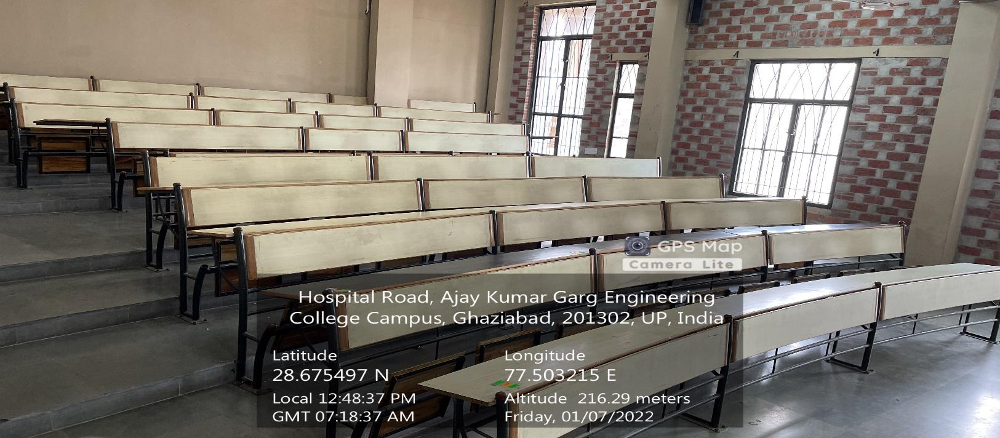 GPS Map
Camera Lite
Hospital Road, Ajay Kumar Garg Engineering
College Campus, Ghaziabad, 201302, UP, India
Latitude
28.675497 N
Longitude
77.503215 E
Local 12:48:37 PM
GMT 07:18:37 AM
Altitude 216.29 meters
Friday, 01/07/2022